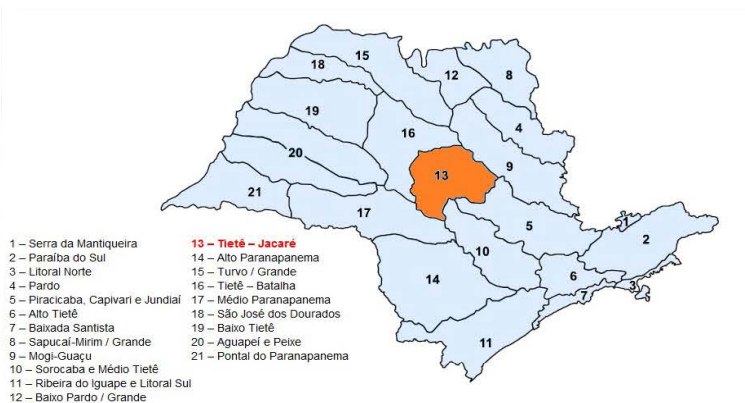 15
18
12
8
19
16
4
20
9
13
21
17
5
1
2
10
6
14
3
7
11
1 – Serra da Mantiqueira
2 – Paraíba do Sul
3 – Litoral Norte
4 – Pardo
5 – Piracicaba, Capivari e Jundiaí
6 – Alto Tietê
7 – Baixada Santista
8 – Sapucaí-Mirim / Grande
9 – Mogi-Guaçu
10 – Sorocaba e Médio Tietê
11 – Ribeira do Iguape e Litoral Sul
12 – Baixo Pardo / Grande
13 – Tietê – Jacaré
14 – Alto Paranapanema
15 – Turvo / Grande
16 – Tietê – Batalha
17 – Médio Paranapanema
18 – São José dos Dourados
19 – Baixo Tietê
20 – Aguapeí e Peixe
21 – Pontal do Paranapanema